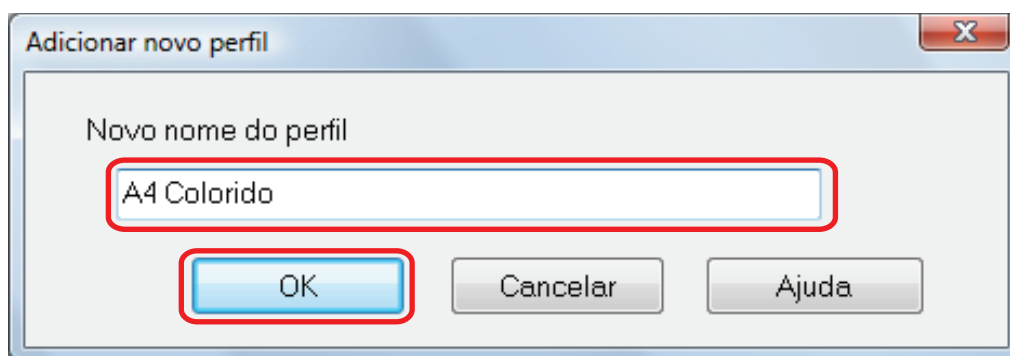 Adicionar novo perfil
Novo nome do perfil
A4 Colorido
OK Cancelar Ajuda